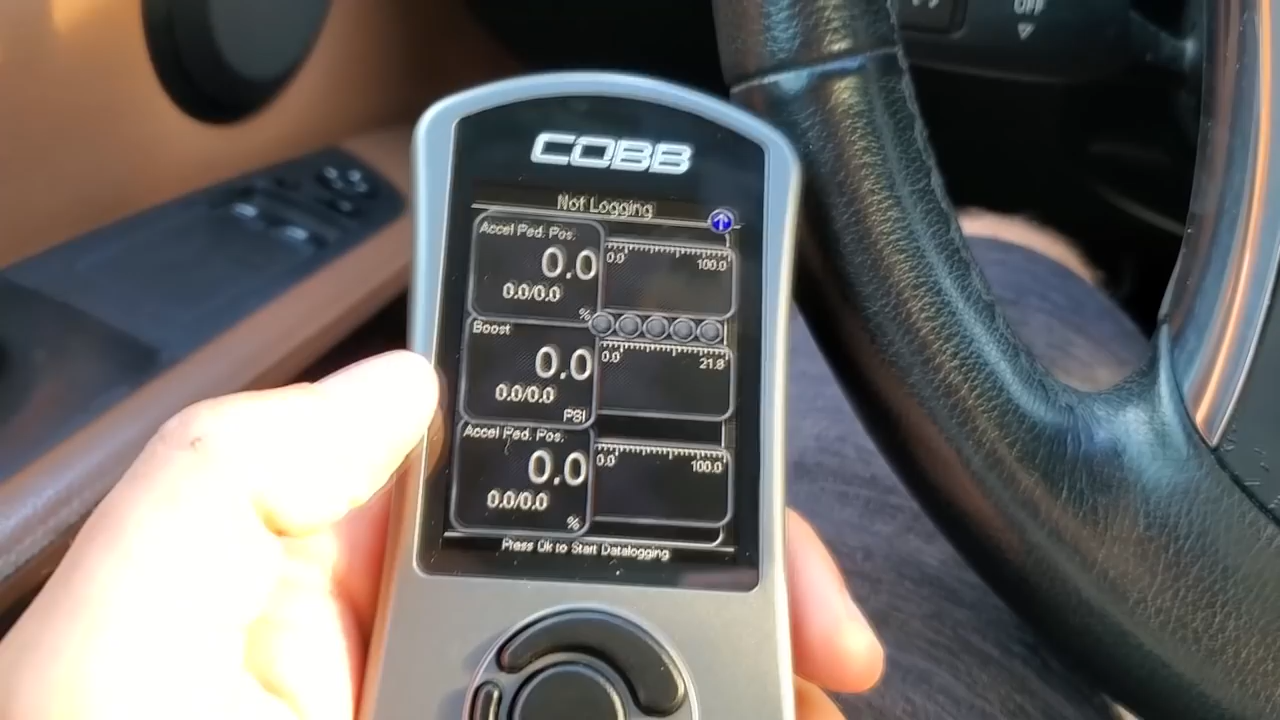 OFF
COBB
Not Logging
Accel Ped. Pos.
0.0
0.0/0.0
%
0.0 100.0
Boost
0.0
0.0/0.0
PSI
0.0 21.8
Accel Ped. Pos.
0.0
0.0/0.0
%
0.0 100.0
Press Ok to Start Datalogging